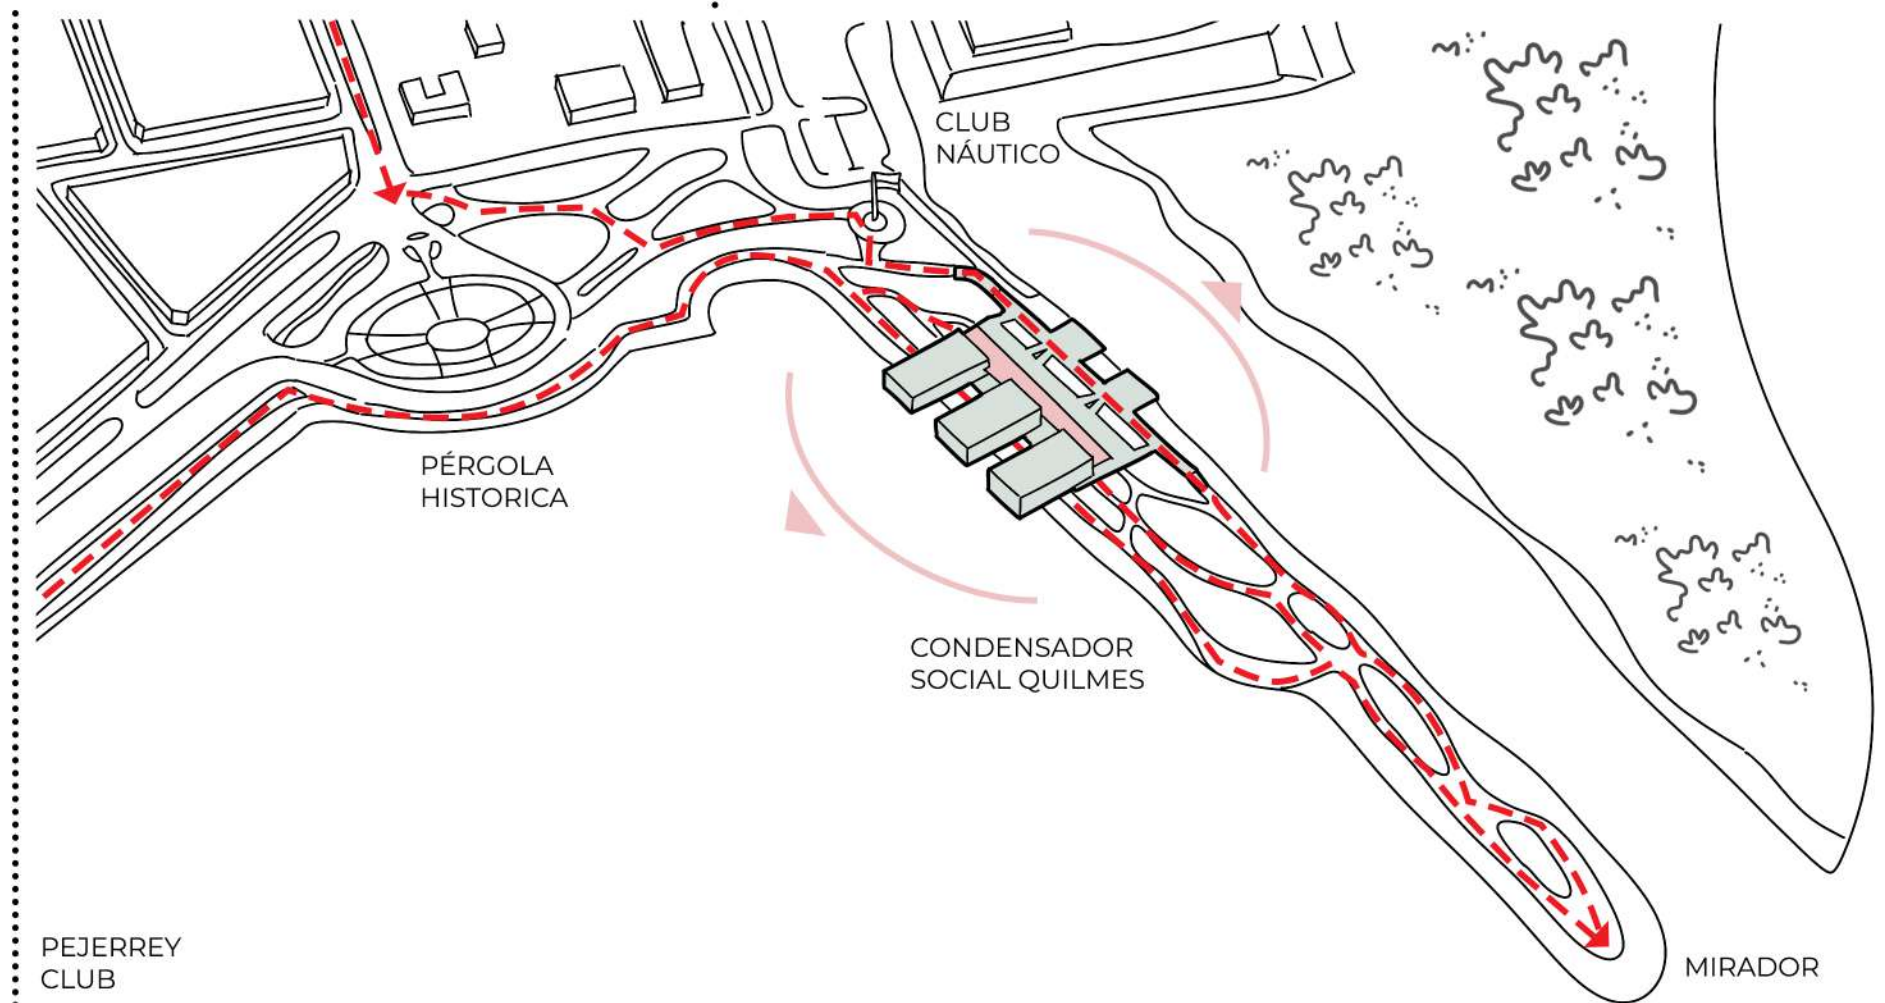 CLUB
NÁUTICO
PÉRGOLA
HISTORICA
CONDENSADOR
SOCIAL QUILMES
PEJERREY
CLUB
MIRADOR